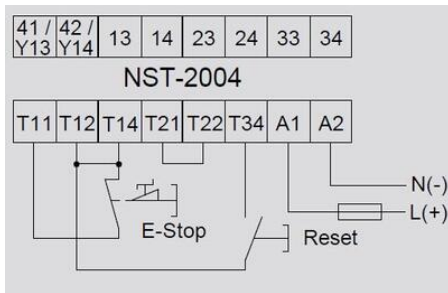 41 / 42 / 13 14 23 24 33 34
Y13 Y14
NST-2004
T11 T12 T14 T21 T22 T34 A1 A2
N(-)
L(+)
E-Stop Reset